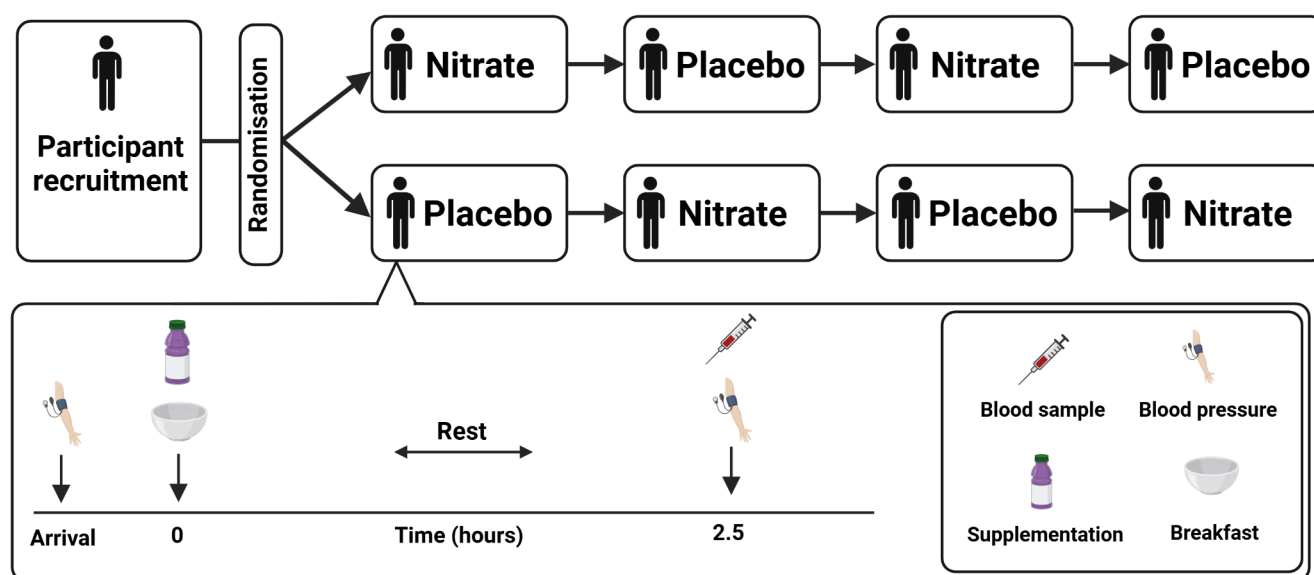 Participant
recruitment
Randomisation
Nitrate
Placebo
Nitrate
Placebo
Placebo
Nitrate
Placebo
Nitrate
Rest
Arrival
0
Time (hours)
2.5
Blood sample
Blood pressure
Supplementation
Breakfast